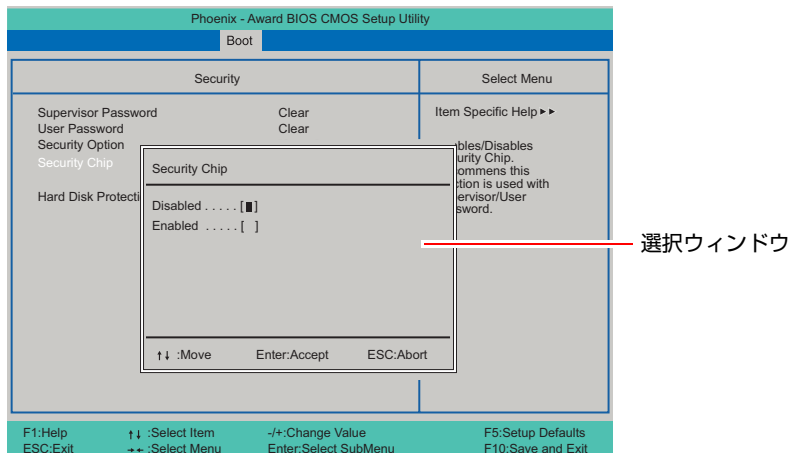 Phoenix - Award BIOS CMOS Setup Utility
Boot
Security
Select Menu
Supervisor Password Clear
User Password Clear
Security Option
Security Chip
Hard Disk Protecti
Item Specific Help ►►
bles/Disables
urity Chip.
ommens this
ction is used with
ervisor/User
sword.
Security Chip
Disabled . . . . . [■]
Enabled . . . . . [ ]
↑↓ :Move Enter:Accept ESC:Abort
選択ウィンドウ
F1:Help ↑↓ :Select Item -/+:Change Value F5:Setup Defaults
ESC:Exit →← :Select Menu Enter:Select SubMenu F10:Save and Exit